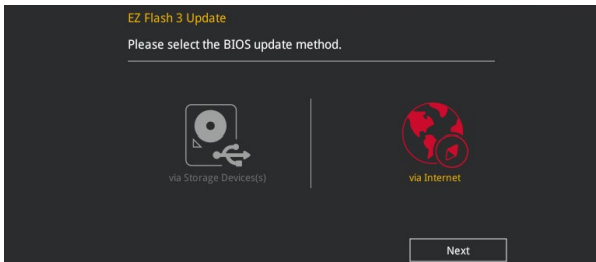 EZ Flash 3 Update
Please select the BIOS update method.
via Storage Devices(s)
via Internet
Next